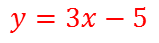 y = 3x − 5